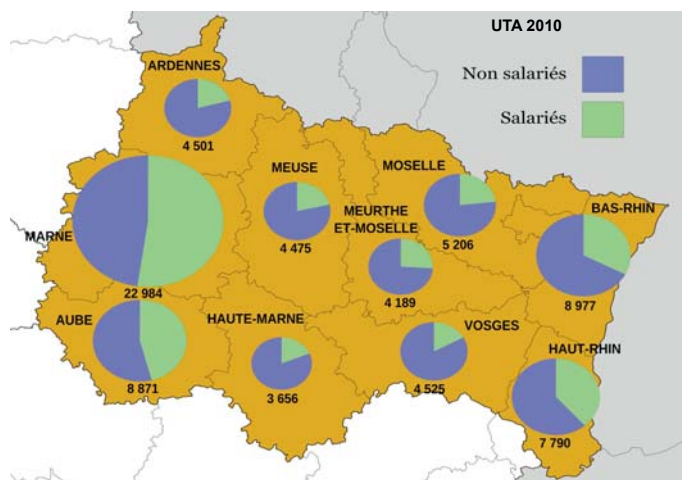 UTA 2010
Non salariés
Salariés
ARDENNES
4 501
MEUSE
4 475
MOSELLE
5 206
MEURTHE
ET-MOSELLE
4 189
BAS-RHIN
8 977
MARNE
22 984
AUBE
8 871
HAUTE-MARNE
3 656
VOSGES
4 525
HAUT-RHIN
7 790